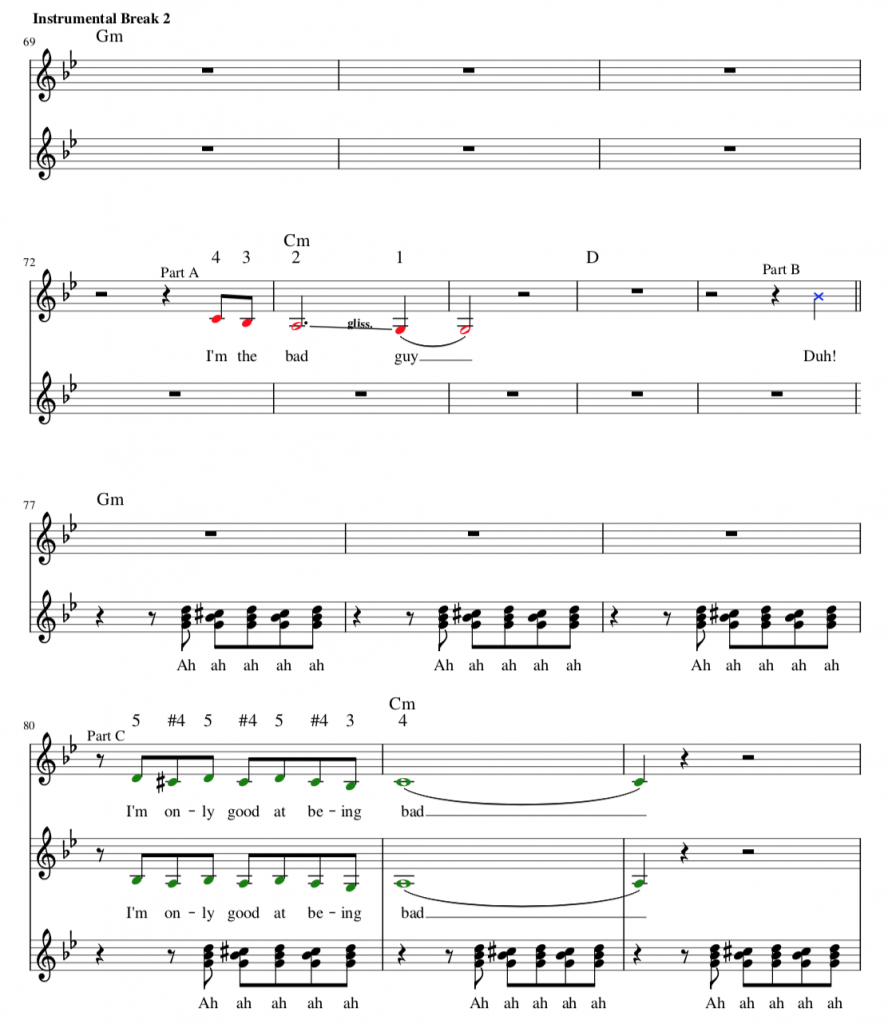 Instrumental Break 2
69 Gm
72 Part A 4 3 Cm 2 1 D Part B
gliss.
I'm the bad guy Duh!
77 Gm
Ah ah ah ah ah Ah ah ah ah ah Ah ah ah ah ah
80 Part C 5 #4 5 #4 5 #4 3 Cm 4
I'm on - ly good at be - ing bad
I'm on - ly good at be - ing bad
Ah ah ah ah ah Ah ah ah ah ah Ah ah ah ah ah